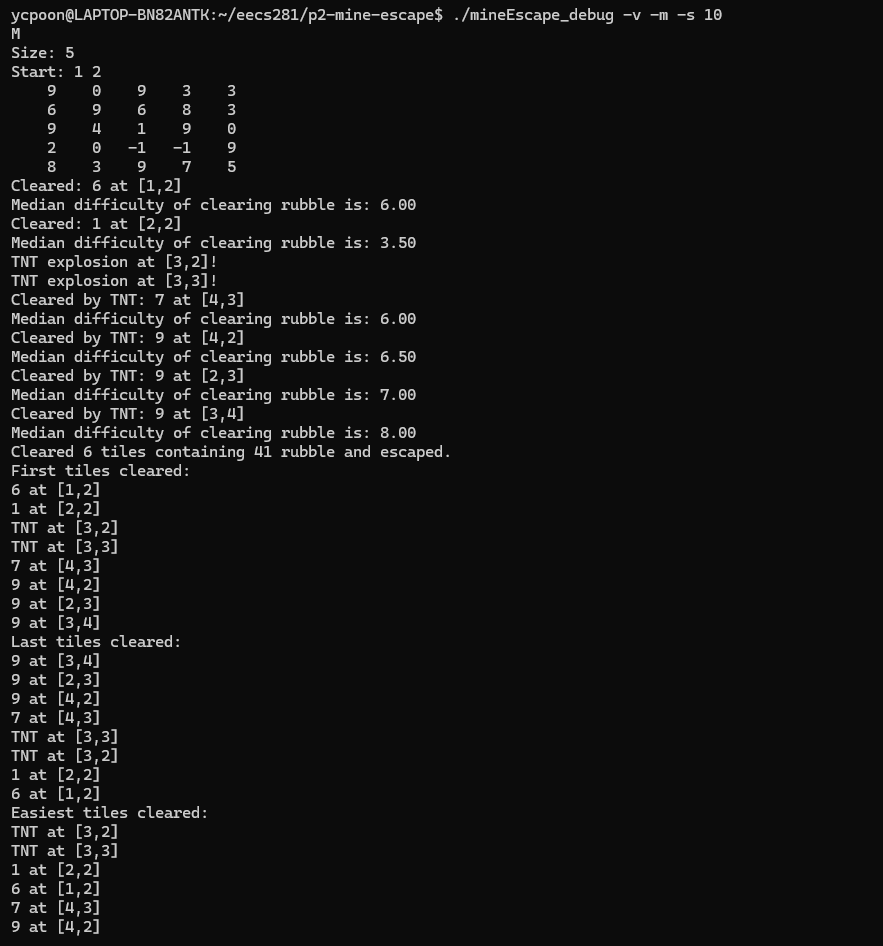 ycpoon@LAPTOP-BN82ANTK:~/eecs281/p2-mine-escape$ ./mineEscape_debug -v -m -s 10
M
Size: 5
Start: 1 2
9 0 9 3 3
6 9 6 8 3
9 4 1 9 0
2 0 -1 -1 9
8 3 9 7 5
Cleared: 6 at [1,2]
Median difficulty of clearing rubble is: 6.00
Cleared: 1 at [2,2]
Median difficulty of clearing rubble is: 3.50
TNT explosion at [3,2]!
TNT explosion at [3,3]!
Cleared by TNT: 7 at [4,3]
Median difficulty of clearing rubble is: 6.00
Cleared by TNT: 9 at [4,2]
Median difficulty of clearing rubble is: 6.50
Cleared by TNT: 9 at [2,3]
Median difficulty of clearing rubble is: 7.00
Cleared by TNT: 9 at [3,4]
Median difficulty of clearing rubble is: 8.00
Cleared 6 tiles containing 41 rubble and escaped.
First tiles cleared:
6 at [1,2]
1 at [2,2]
TNT at [3,2]
TNT at [3,3]
7 at [4,3]
9 at [4,2]
9 at [2,3]
9 at [3,4]
Last tiles cleared:
9 at [3,4]
9 at [2,3]
9 at [4,2]
7 at [4,3]
TNT at [3,3]
TNT at [3,2]
1 at [2,2]
6 at [1,2]
Easiest tiles cleared:
TNT at [3,2]
TNT at [3,3]
1 at [2,2]
6 at [1,2]
7 at [4,3]
9 at [4,2]